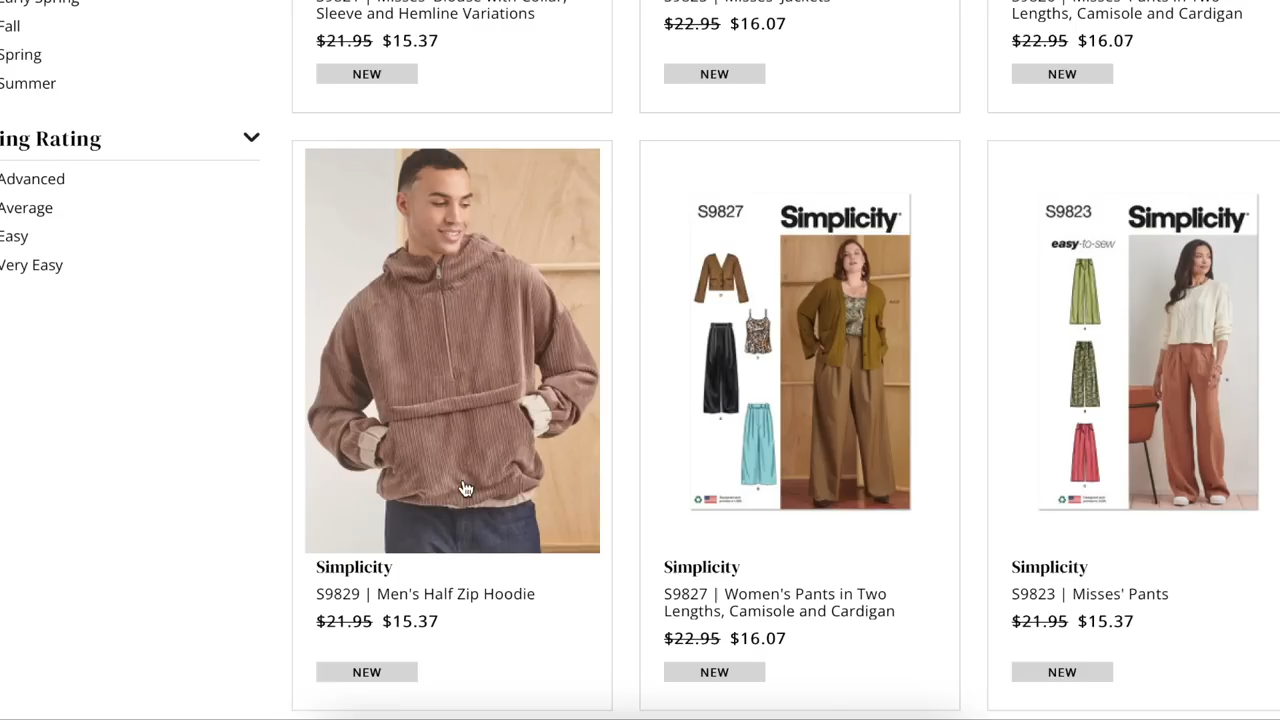 Fall
Spring
Summer
ing Rating
Advanced
Average
Easy
Very Easy
Sleeve and Hemline Variations
$21.95 $15.37
NEW
$22.95 $16.07
NEW
Lengths, Camisole and Cardigan
$22.95 $16.07
NEW
Simplicity
S9829 | Men's Half Zip Hoodie
$21.95 $15.37
NEW
S9827
Simplicity
Simplicity
S9827 | Women's Pants in Two
Lengths, Camisole and Cardigan
$22.95 $16.07
NEW
S9823
Simplicity
easy-to-sew
Simplicity
S9823 | Misses' Pants
$21.95 $15.37
NEW